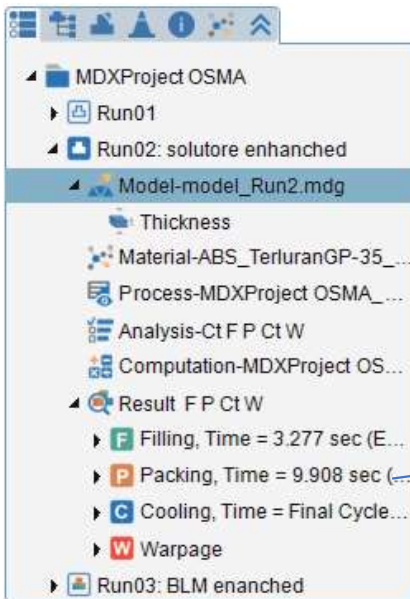 MDXProject OSMA
Run01
Run02: solutore enhanched
Model-model_Run2.mdg
Thickness
Material-ABS_TerluranGP-35_...
Process-MDXProject OSMA_...
Analysis-Ct F P Ct W
Computation-MDXProject OS...
Result F P Ct W
F Filling, Time = 3.277 sec (E...
P Packing, Time = 9.908 sec (...
C Cooling, Time = Final Cycle...
W Warpage
Run03: BLM enanched